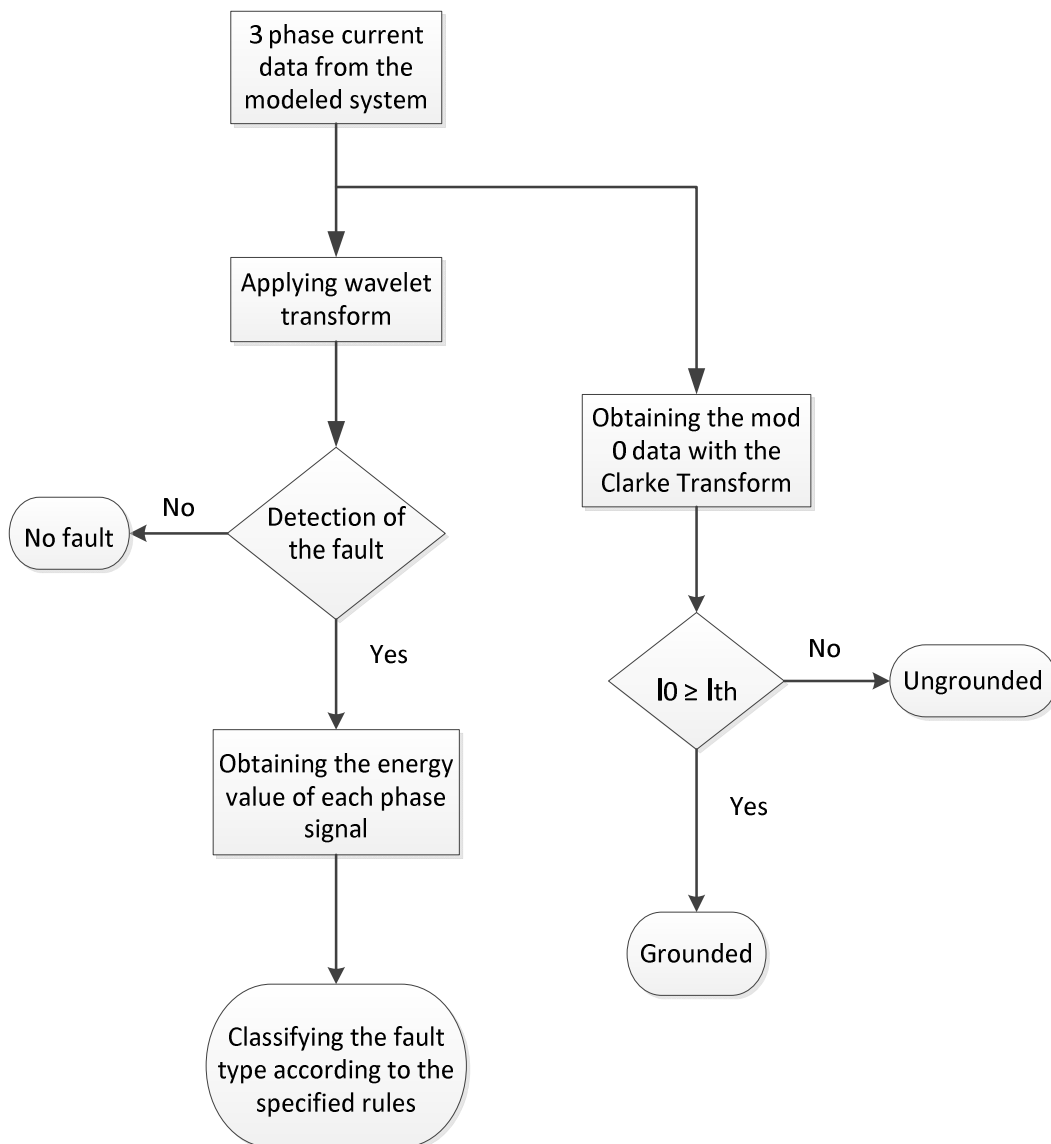 3 phase current
data from the
modeled system
Applying wavelet
transform
Obtaining the mod
0 data with the
Clarke Transform
No
Detection of
the fault
No fault
Yes
No
I0 ≥ Ith
Ungrounded
Obtaining the energy
value of each phase
signal
Yes
Grounded
Classifying the fault
type according to the
specified rules